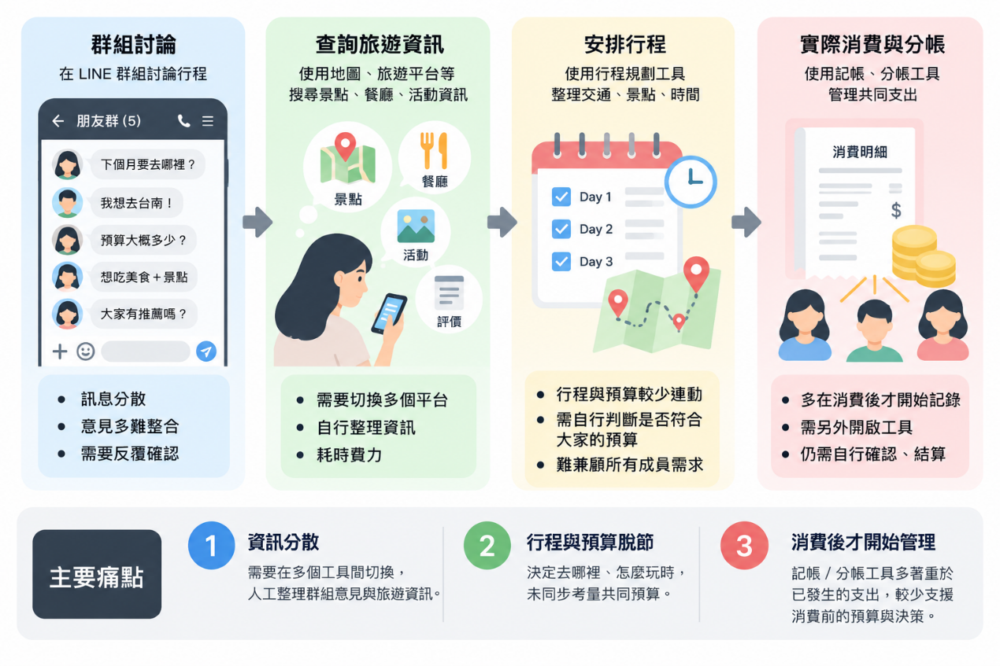 群組討論
在 LINE 群組討論行程
朋友群 (5)
下個月要去哪裡？
我想去台南！
預算大概多少？
想吃美食＋景點
大家有推薦嗎？
訊息分散
意見多難整合
需要反覆確認
查詢旅遊資訊
使用地圖、旅遊平台等
搜尋景點、餐廳、活動資訊
景點
餐廳
活動
評價
需要切換多個平台
自行整理資訊
耗時費力
安排行程
使用行程規劃工具
整理交通、景點、時間
Day 1
Day 2
Day 3
行程與預算較少連動
需自行判斷是否符合
大家的預算
難兼顧所有成員需求
實際消費與分帳
使用記帳、分帳工具
管理共同支出
消費明細
$
多在消費後才開始記錄
需另外開啟工具
仍需自行確認、結算
主要痛點
1
資訊分散
需要在多個工具間切換，
人工整理群組意見與旅遊資訊。
2
行程與預算脫節
決定去哪裡、怎麼玩時，
未同步考量共同預算。
3
消費後才開始管理
記帳 / 分帳工具多著重於
已發生的支出，較少支援
消費前的預算與決策。